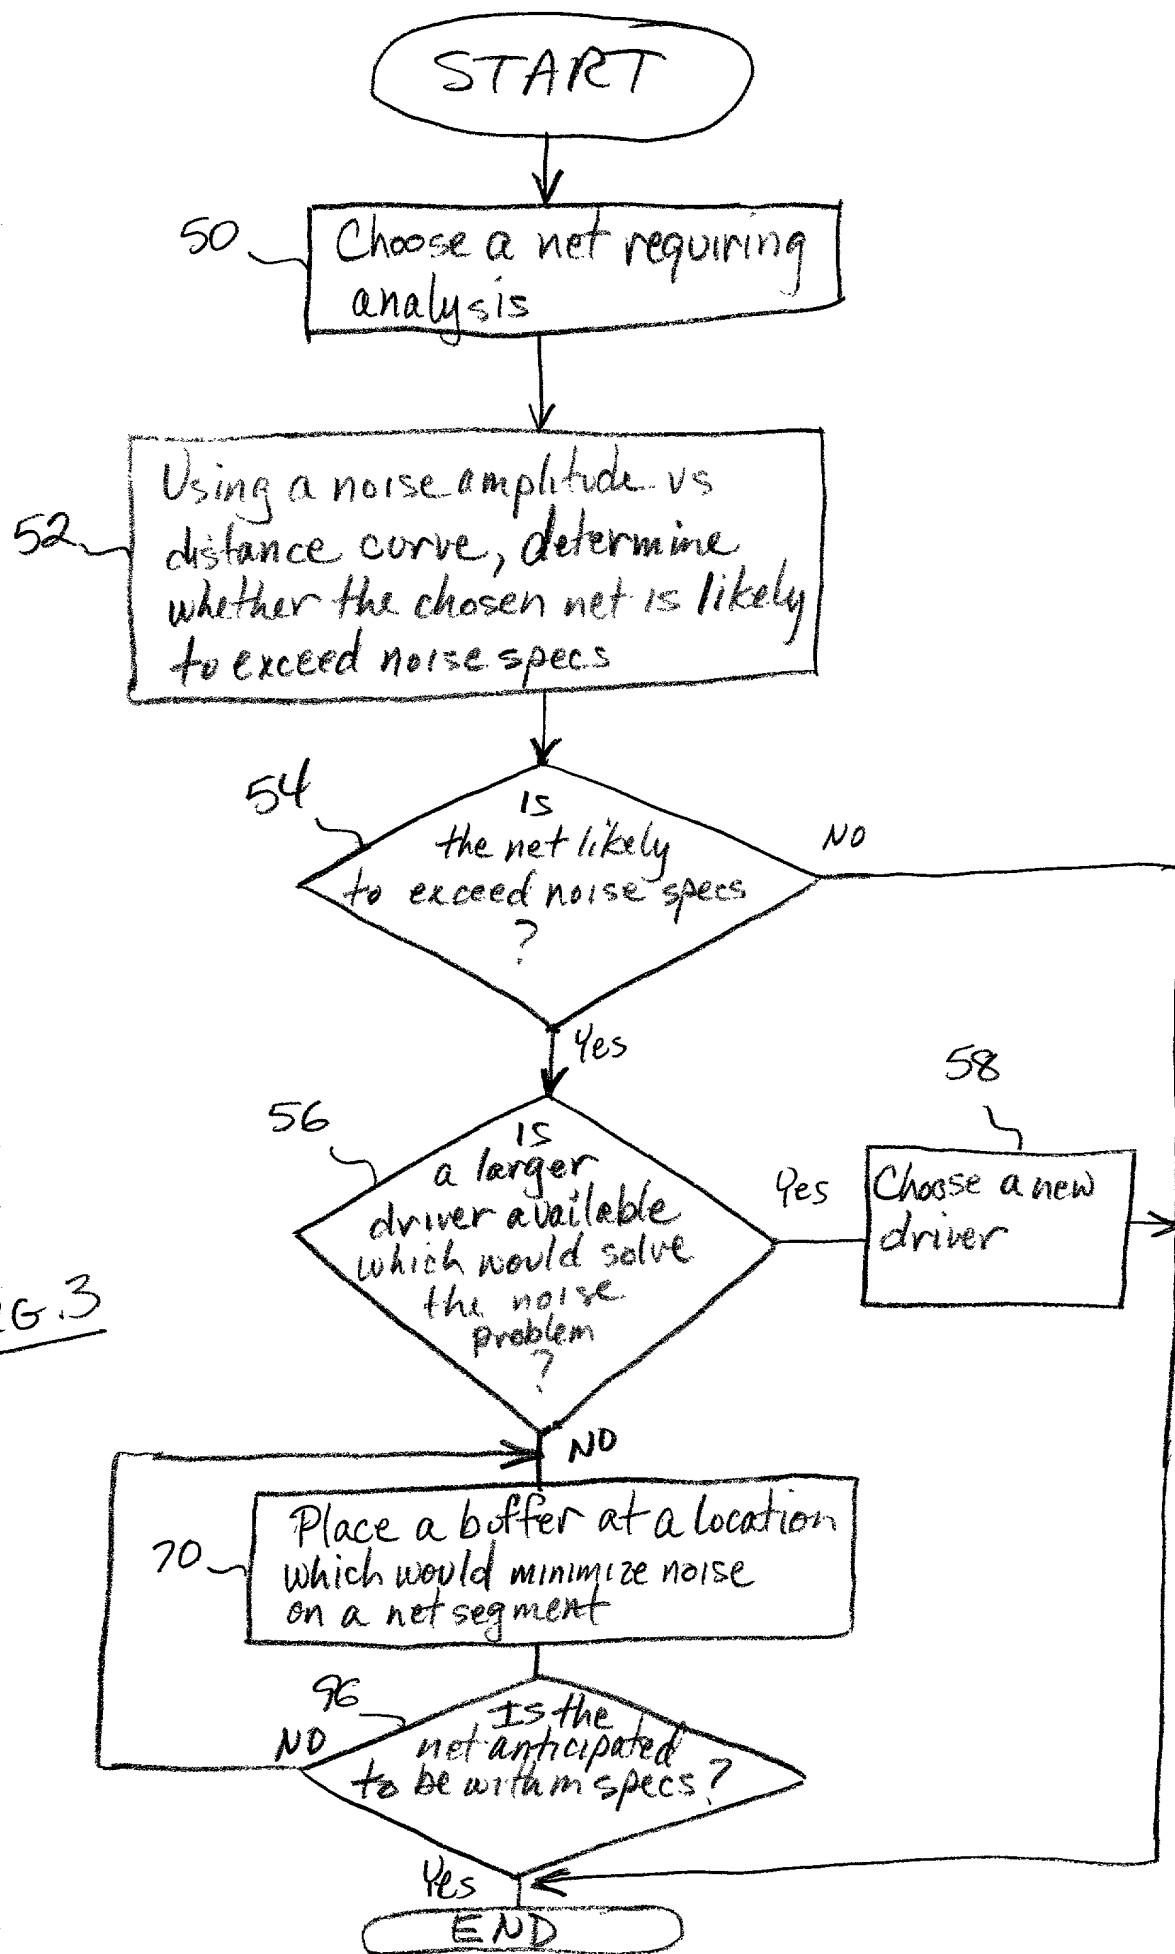 START
50
Choose a net requiring
analysis
52
Using a noise amplitude vs
distance curve, determine
whether the chosen net is likely
to exceed noise specs
54
Is
the net likely
to exceed noise specs
?
NO
Yes
56
Is
a larger
driver available
which would solve
the noise
problem
?
Yes
58
Choose a new
driver
G.3
NO
70
Place a buffer at a location
which would minimize noise
on a net segment
96
Is the
net anticipated
to be within specs?
NO
Yes
END